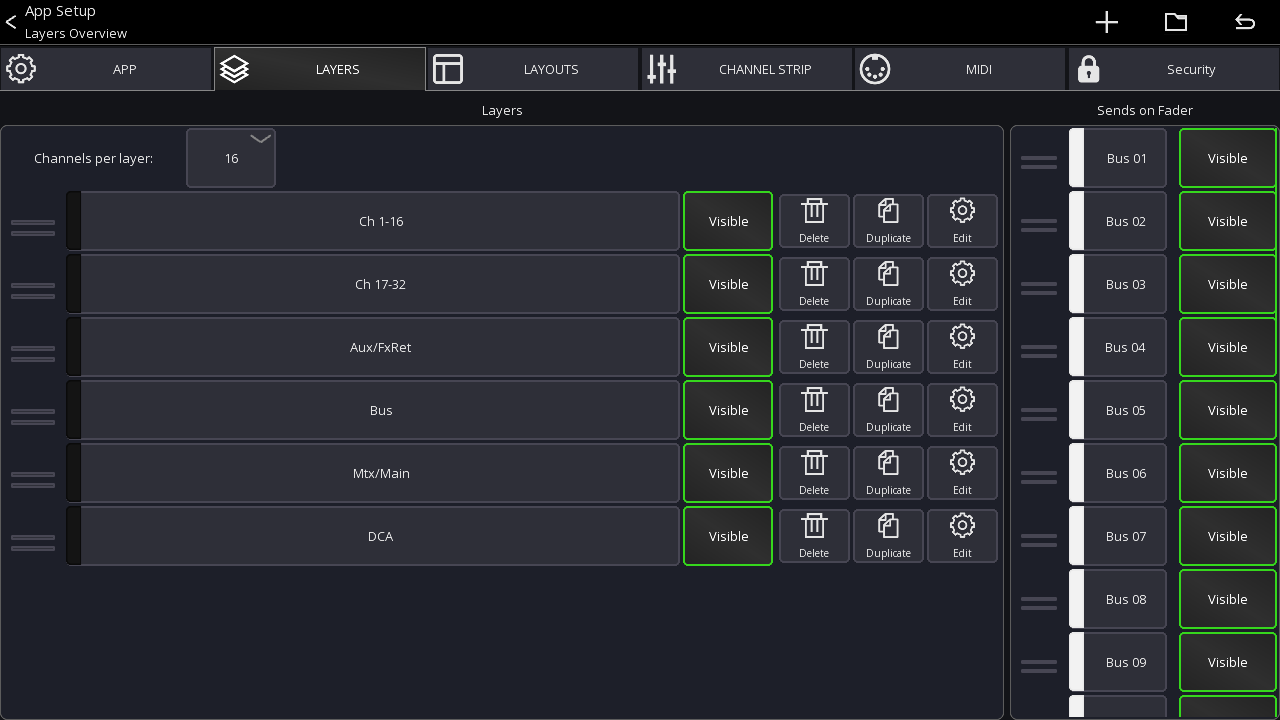 App Setup
Layers Overview
APP
LAYERS
LAYOUTS
CHANNEL STRIP
MIDI
Security
Layers
Sends on Fader
Channels per layer:
16
Bus 01
Visible
Ch 1-16
Visible
Delete
Duplicate
Edit
Bus 02
Visible
Ch 17-32
Visible
Delete
Duplicate
Edit
Bus 03
Visible
Aux/FxRet
Visible
Delete
Duplicate
Edit
Bus 04
Visible
Bus
Visible
Delete
Duplicate
Edit
Bus 05
Visible
Mtx/Main
Visible
Delete
Duplicate
Edit
Bus 06
Visible
DCA
Visible
Delete
Duplicate
Edit
Bus 07
Visible
Bus 08
Visible
Bus 09
Visible